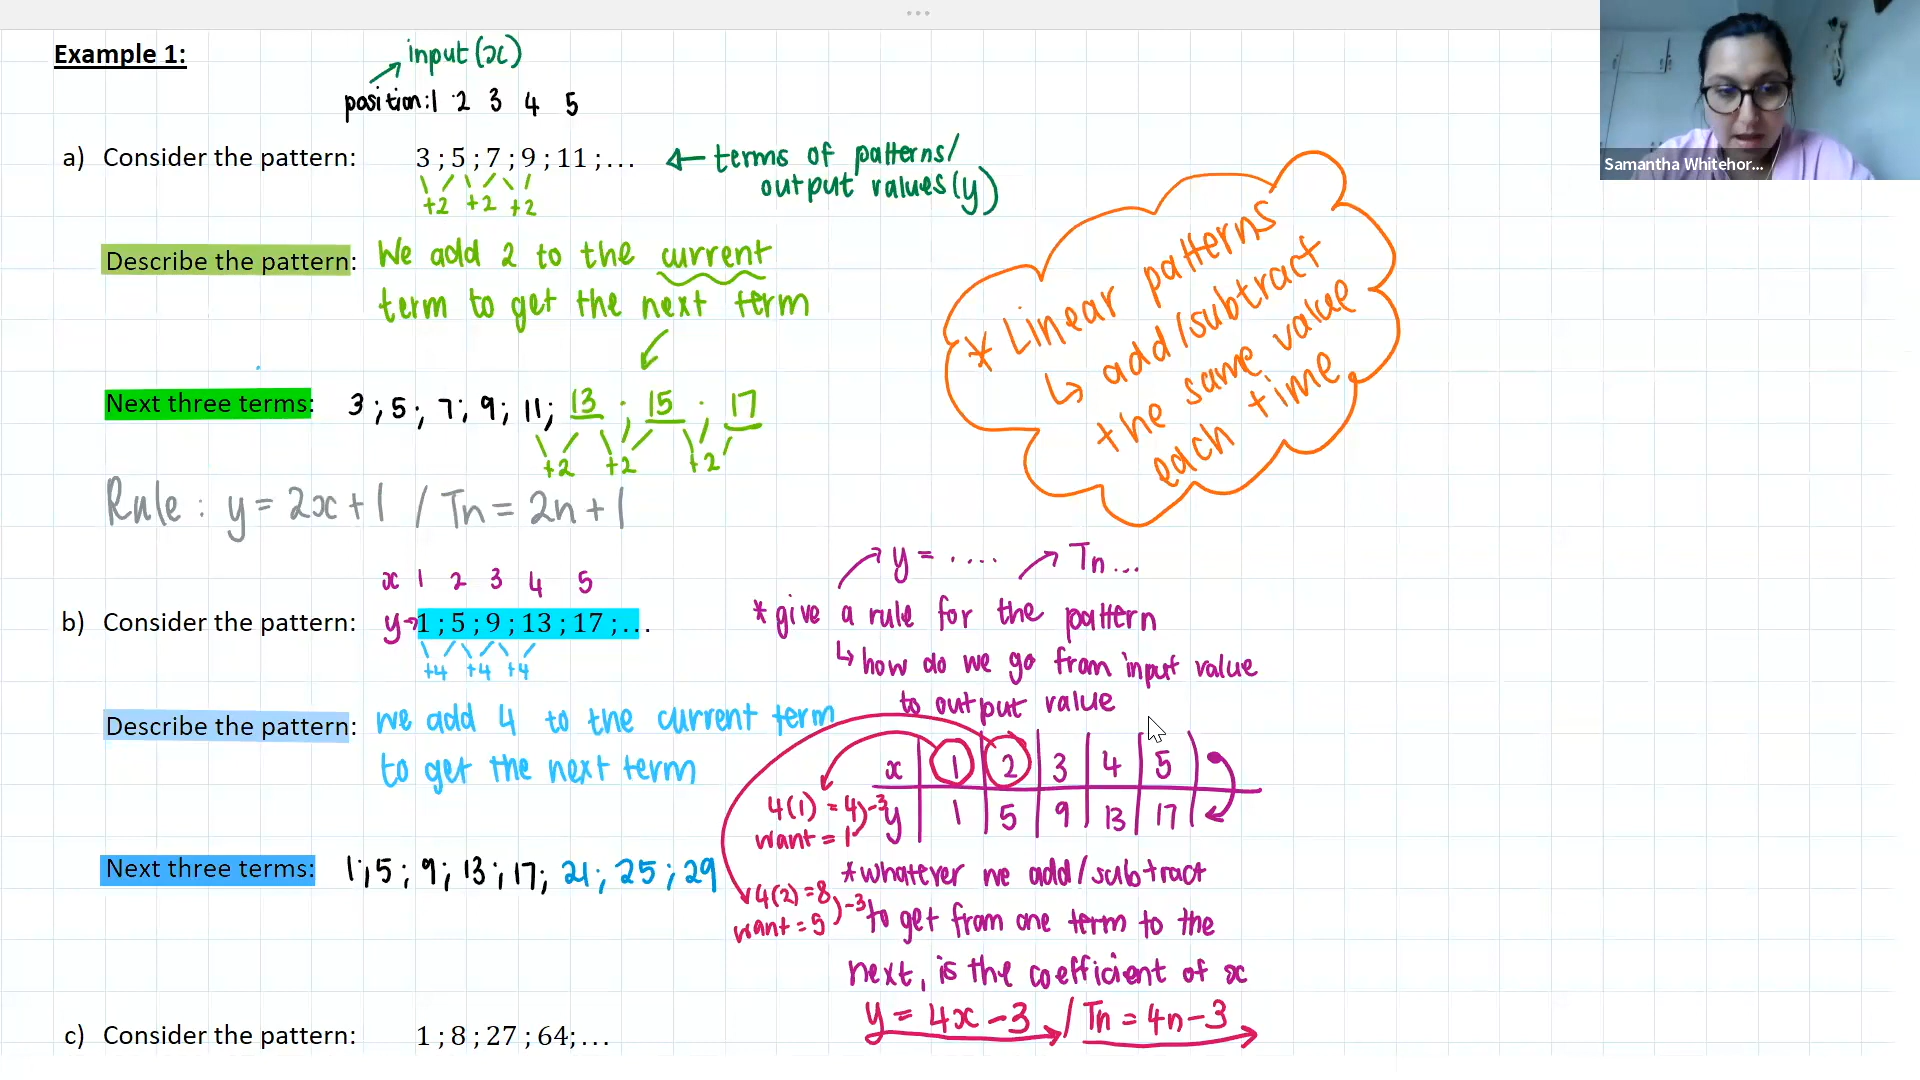 Example 1:
input (x)
position: 1 2 3 4 5
a) Consider the pattern: 3 ; 5 ; 7 ; 9 ; 11 ; …
terms of patterns/
output values (y)
+2 +2 +2
Describe the pattern: We add 2 to the current
term to get the next term
* Linear patterns
↳ add/subtract
the same value
each time
Next three terms: 3 ; 5 ; 7 ; 9 ; 11 ; 13 ; 15 ; 17
+2 +2 +2
Rule : y = 2x + 1 / Tn = 2n + 1
y = .... Tn ...
x 1 2 3 4 5
* give a rule for the pattern
b) Consider the pattern: y→ 1 ; 5 ; 9 ; 13 ; 17 ; …
+4 +4 +4
↳ how do we go from input value
to output value
Describe the pattern: we add 4 to the current term
to get the next term
x 1 2 3 4 5
y 1 5 9 13 17
4(1) = 4 ) -3
want = 1
Next three terms: 1 ; 5 ; 9 ; 13 ; 17 ; 21 ; 25 ; 29
4(2) = 8 ) -3
want = 5
* whatever we add/subtract
to get from one term to the
next, is the coefficient of x
y = 4x - 3 / Tn = 4n - 3
c) Consider the pattern: 1 ; 8 ; 27 ; 64; …
Samantha Whitehor...